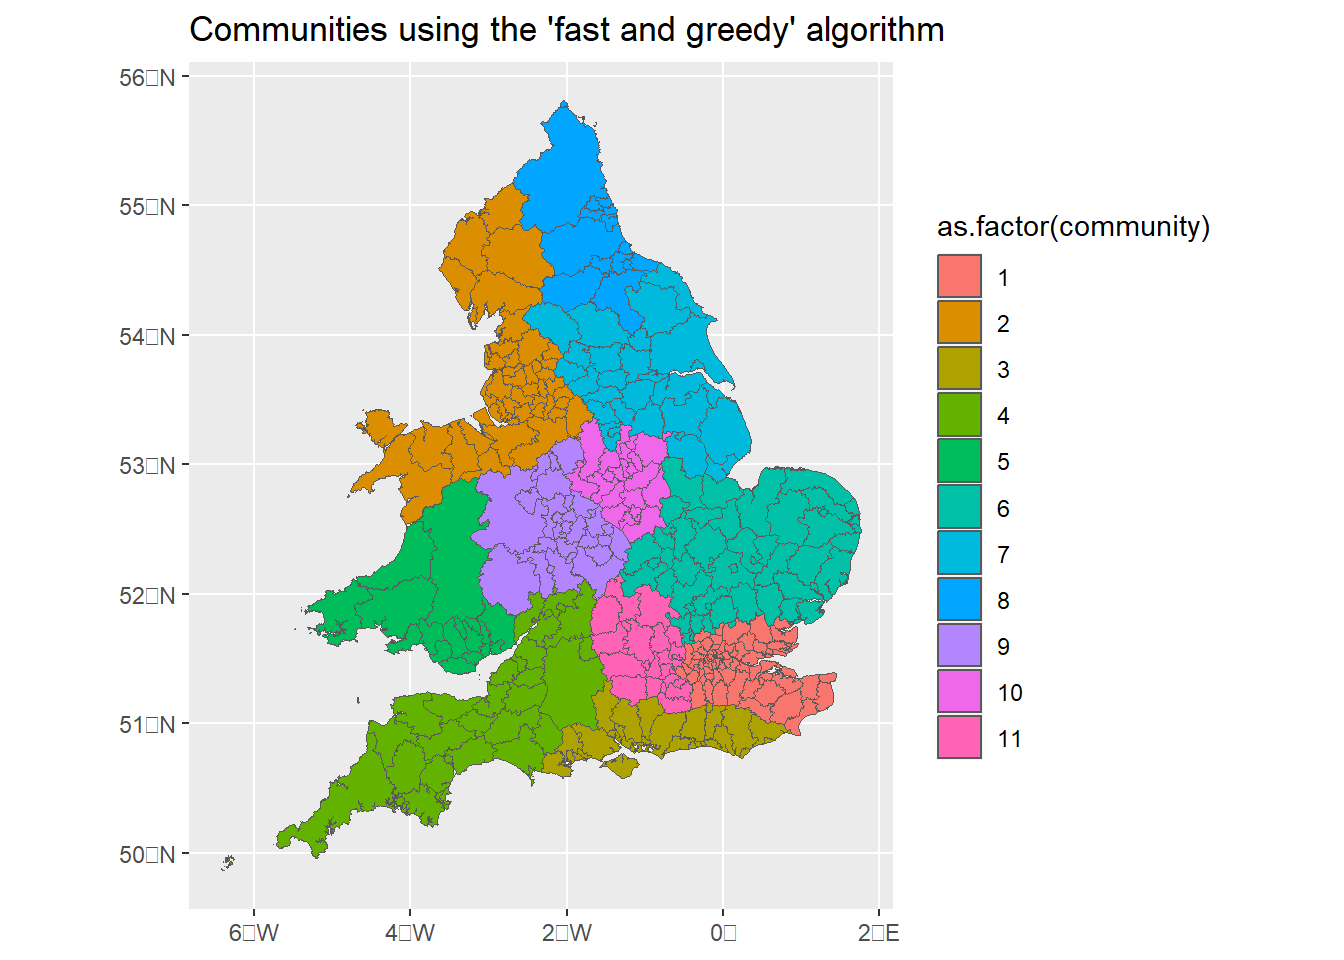 Communities using the 'fast and greedy' algorithm
56▯N
55▯N
54▯N
53▯N
52▯N
51▯N
50▯N
6▯W
4▯W
2▯W
0▯
2▯E
as.factor(community)
1
2
3
4
5
6
7
8
9
10
11